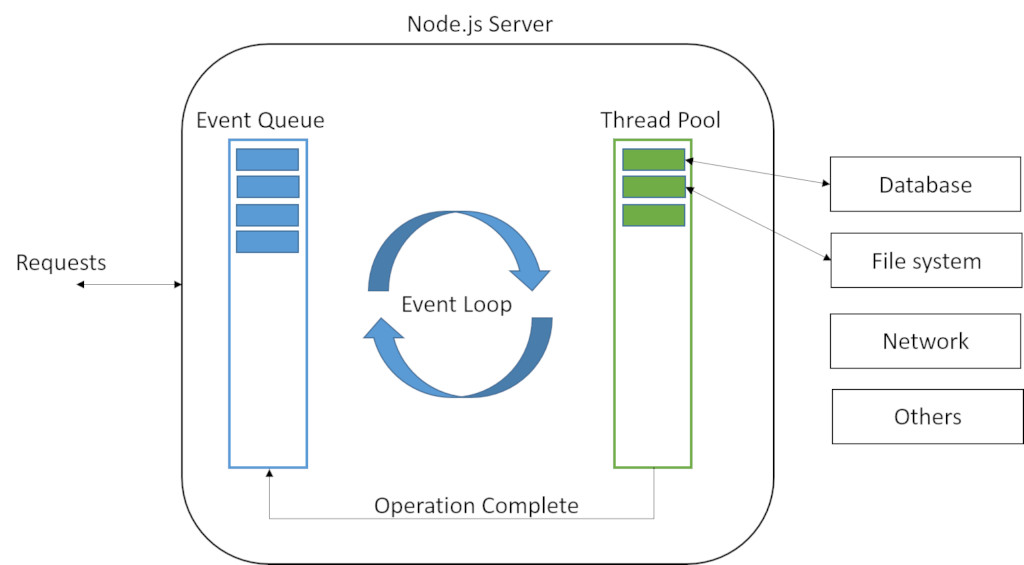 Node.js Server
Event Queue
Thread Pool
Database
Requests
File system
Event Loop
Network
Others
Operation Complete